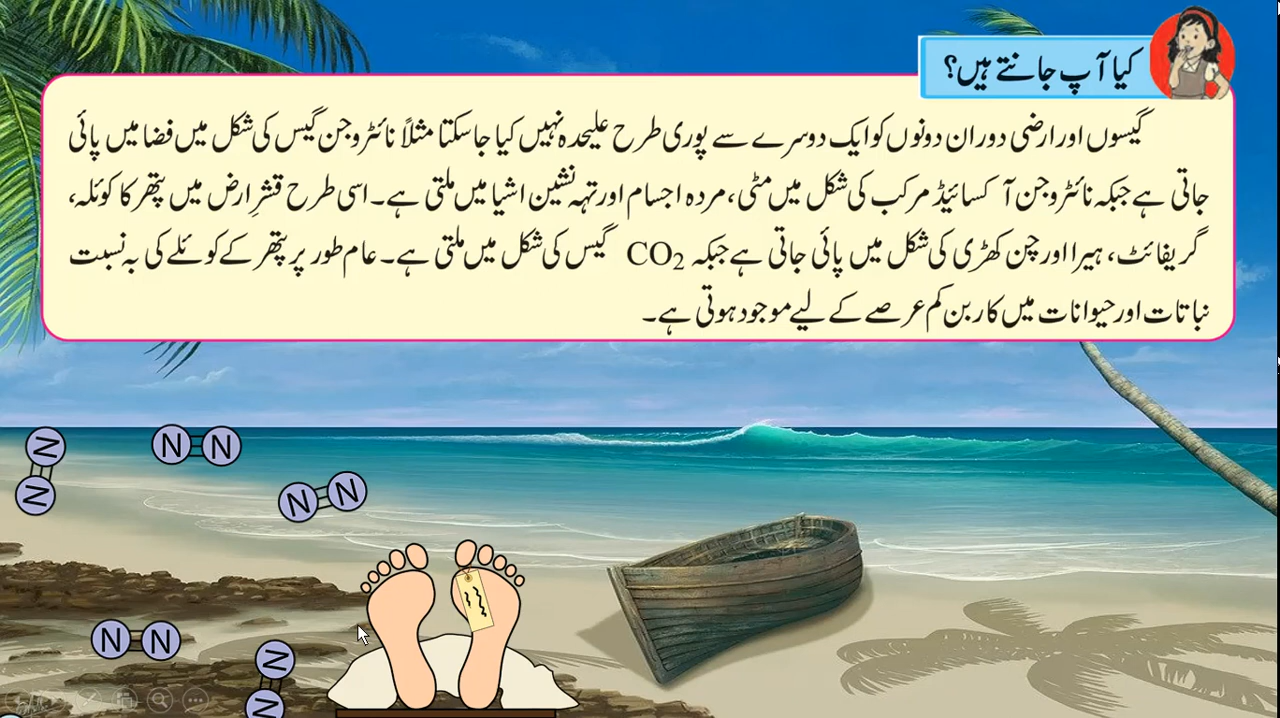 کیا آپ جانتے ہیں؟
گیسوں اور ارضی دوران دونوں کو ایک دوسرے سے پوری طرح علیحدہ نہیں کیا جاسکتا مثلاً نائٹروجن گیس کی شکل میں فضا میں پائی
جاتی ہے جبکہ نائٹروجن آکسائیڈ مرکب کی شکل میں مٹی، مردہ اجسام اور تہہ نشین اشیا میں ملتی ہے۔ اسی طرح قشرِ ارض میں پتھر کا کوئلہ،
گریفائٹ، ہیرا اور چن کھڑی کی شکل میں پائی جاتی ہے جبکہ CO₂ گیس کی شکل میں ملتی ہے۔ عام طور پر پتھر کے کوئلے کی بہ نسبت
نباتات اور حیوانات میں کاربن کم عرصے کے لیے موجود ہوتی ہے۔
N N
N N
N N
N N
N N